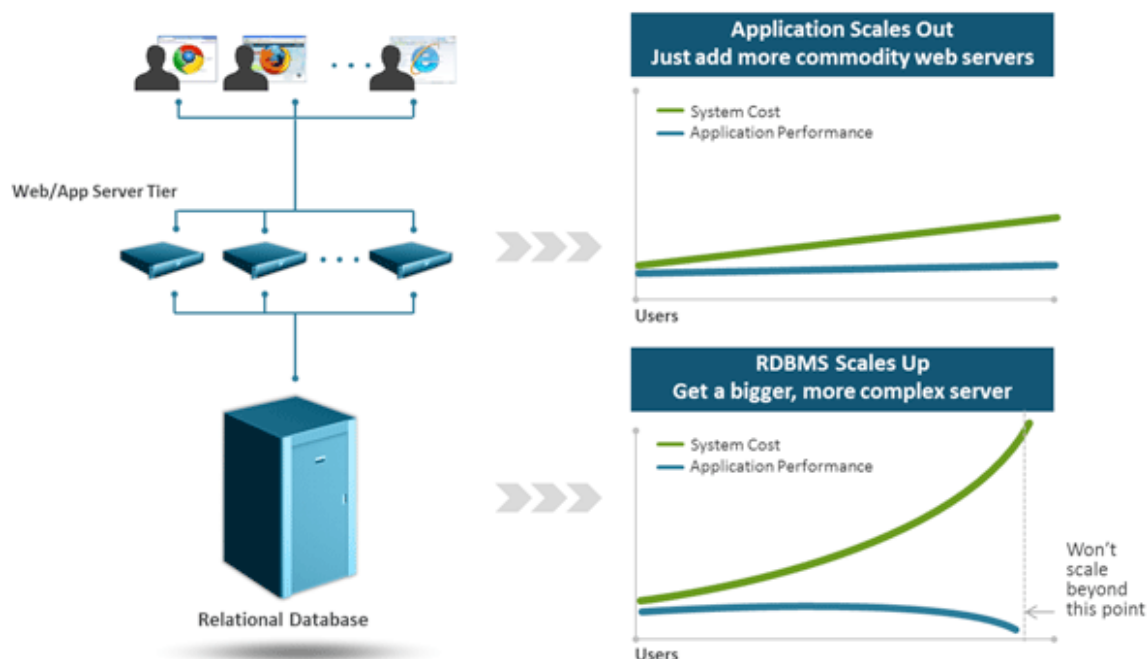 Web/App Server Tier
Relational Database
Application Scales Out
Just add more commodity web servers
System Cost
Application Performance
Users
RDBMS Scales Up
Get a bigger, more complex server
System Cost
Application Performance
Won't
scale
beyond
this point
Users